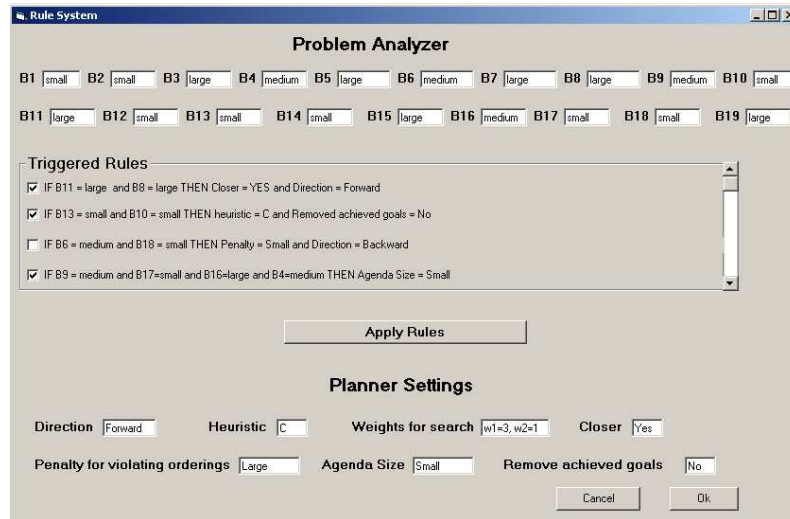 Rule System
Problem Analyzer
B1 small B2 small B3 large B4 medium B5 large B6 medium B7 large B8 large B9 medium B10 small
B11 large B12 small B13 small B14 small B15 large B16 medium B17 small B18 small B19 large
Triggered Rules
IF B11 = large and B8 = large THEN Closer = YES and Direction = Forward
IF B13 = small and B10 = small THEN heuristic = C and Removed achieved goals = No
IF B6 = medium and B18 = small THEN Penalty = Small and Direction = Backward
IF B9 = medium and B17=small and B16=large and B4=medium THEN Agenda Size = Small
Apply Rules
Planner Settings
Direction Forward Heuristic C Weights for search w1=3, w2=1 Closer Yes
Penalty for violating orderings Large Agenda Size Small Remove achieved goals No
Cancel Ok